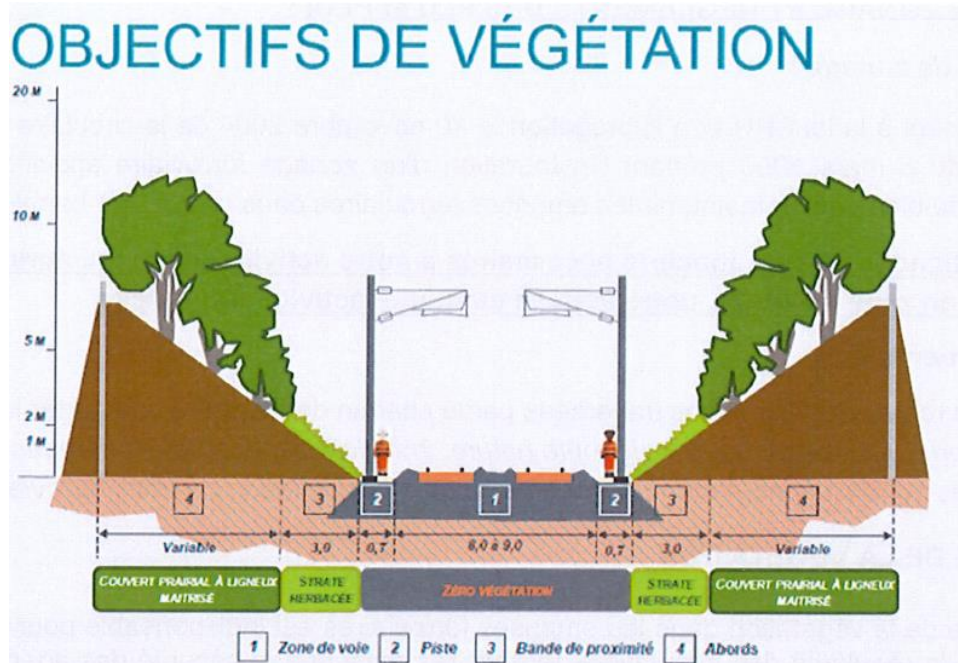 OBJECTIFS DE VÉGÉTATION
20 M
10 M
5 M
2 M
1 M
4
3
2
1
2
3
4
Variable
3,0
0,7
6,0 à 9,0
0,7
3,0
Variable
COUVERT PRAIRIAL À LIGNEUX
MAITRISÉ
STRATE
HERBACÉE
ZÉRO VÉGÉTATION
STRATE
HERBACÉE
COUVERT PRAIRIAL À LIGNEUX
MAITRISÉ
1 Zone de voie 2 Piste 3 Bande de proximité 4 Abords